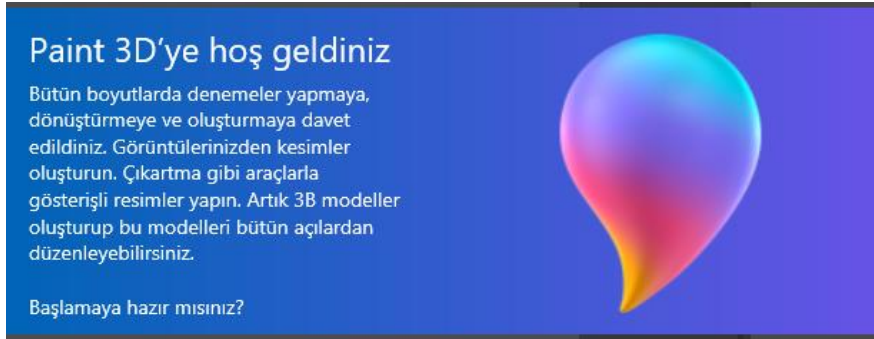 Paint 3D'ye hoş geldiniz
Bütün boyutlarda denemeler yapmaya,
dönüştürmeye ve oluşturmaya davet
edildiniz. Görüntülerinizden kesimler
oluşturun. Çıkartma gibi araçlarla
gösterişli resimler yapın. Artık 3B modeller
oluşturup bu modelleri bütün açılardan
düzenleyebilirsiniz.
Başlamaya hazır mısınız?